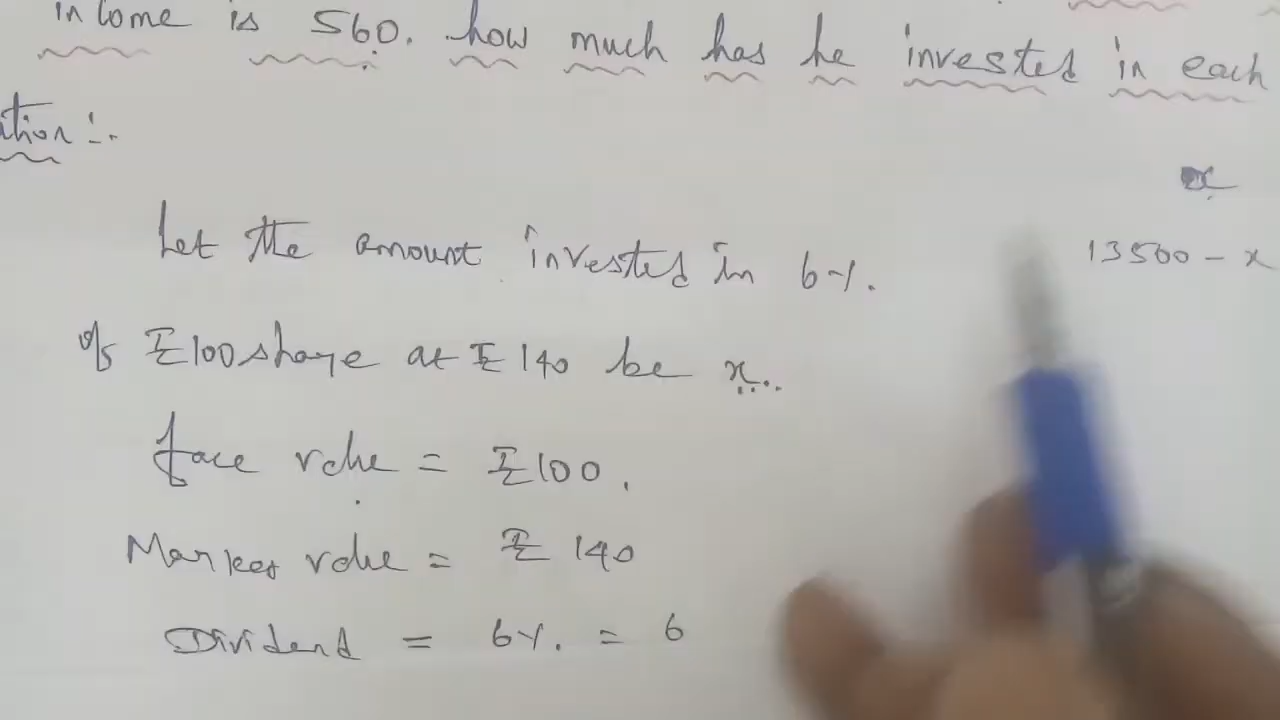 income is 560. how much has he invested in each
ation :-
x
Let the amount invested in 6%.
13500 - x
of ₹100 share at ₹140 be x..
face value = ₹100.
Market value = ₹ 140
Dividend = 6%. = 6